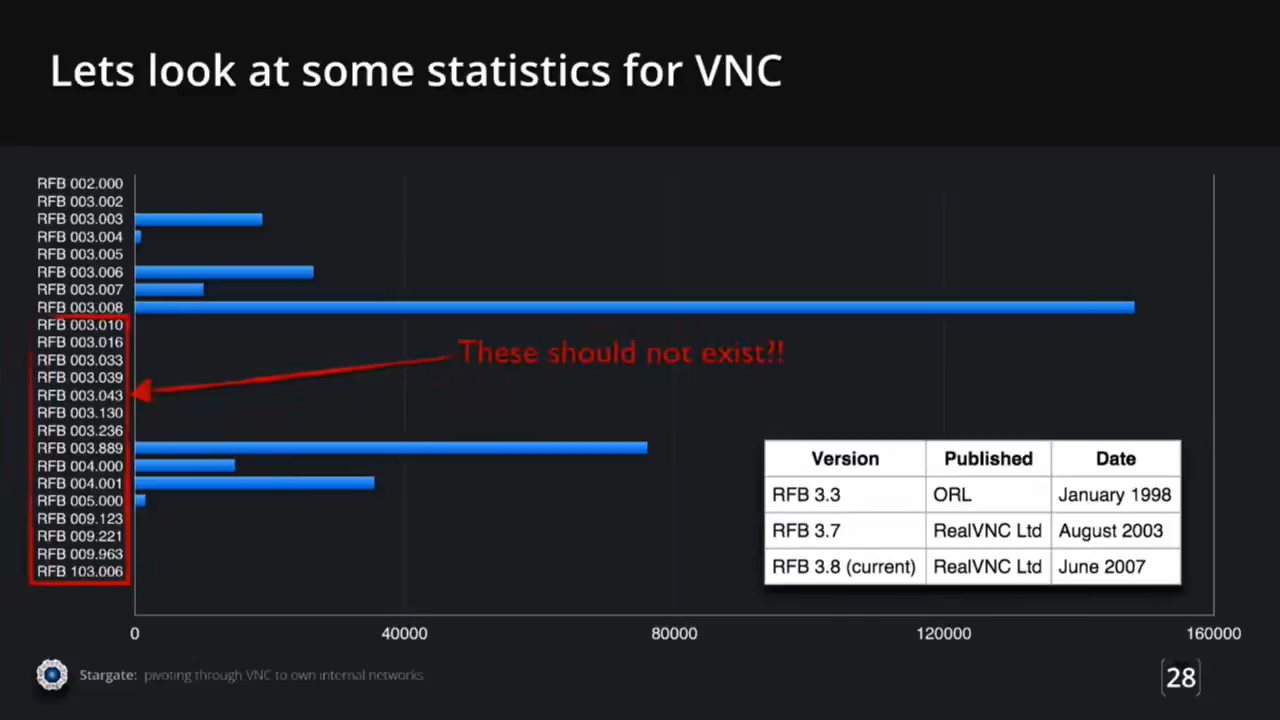 Lets look at some statistics for VNC
RFB 002.000
RFB 003.002
RFB 003.003
RFB 003.004
RFB 003.005
RFB 003.006
RFB 003.007
RFB 003.008
RFB 003.010
RFB 003.016
RFB 003.033
RFB 003.039
RFB 003.043
RFB 003.130
RFB 003.236
RFB 003.889
RFB 004.000
RFB 004.001
RFB 005.000
RFB 009.123
RFB 009.221
RFB 009.963
RFB 103.006
These should not exist?!
Version Published Date
RFB 3.3 ORL January 1998
RFB 3.7 RealVNC Ltd August 2003
RFB 3.8 (current) RealVNC Ltd June 2007
0 40000 80000 120000 160000
Stargate: pivoting through VNC to own internal networks
28